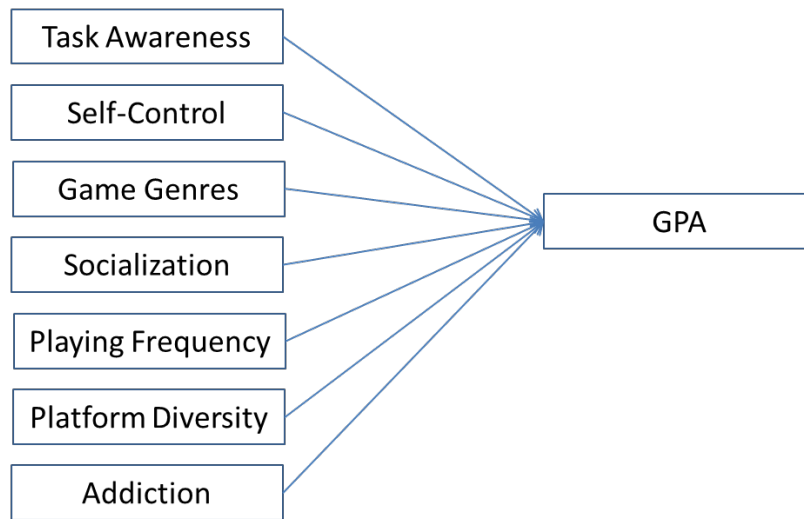 Task Awareness
Self-Control
Game Genres
Socialization
Playing Frequency
Platform Diversity
Addiction
GPA